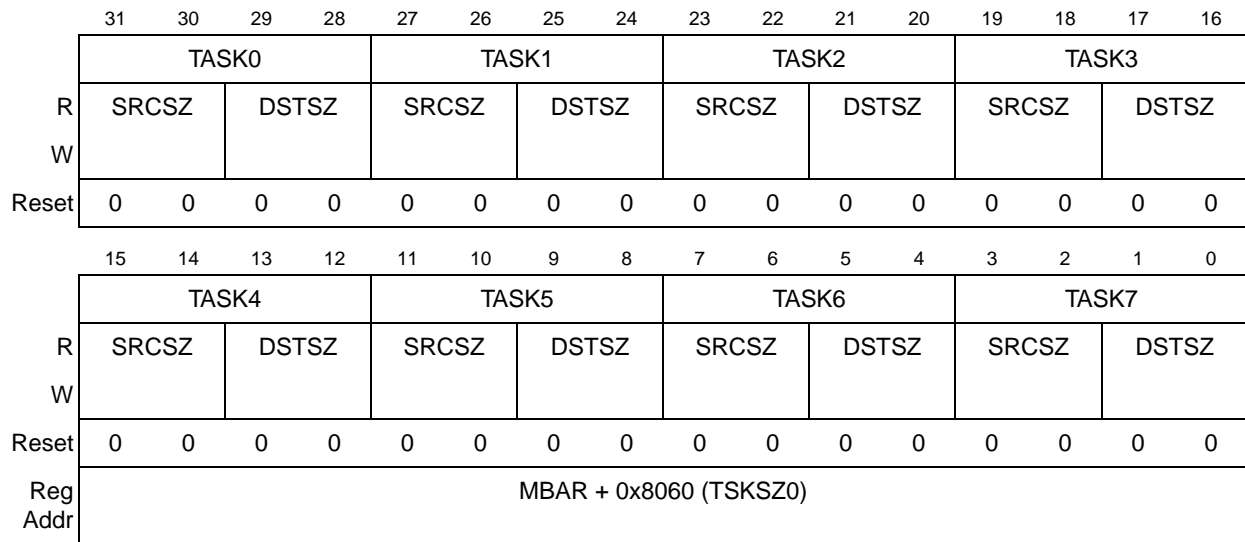 31 30 29 28 27 26 25 24 23 22 21 20 19 18 17 16
TASK0 TASK1 TASK2 TASK3
R SRCSZ DSTSZ SRCSZ DSTSZ SRCSZ DSTSZ SRCSZ DSTSZ
W
Reset 0 0 0 0 0 0 0 0 0 0 0 0 0 0 0 0
15 14 13 12 11 10 9 8 7 6 5 4 3 2 1 0
TASK4 TASK5 TASK6 TASK7
R SRCSZ DSTSZ SRCSZ DSTSZ SRCSZ DSTSZ SRCSZ DSTSZ
W
Reset 0 0 0 0 0 0 0 0 0 0 0 0 0 0 0 0
Reg MBAR + 0x8060 (TSKSZ0)
Addr